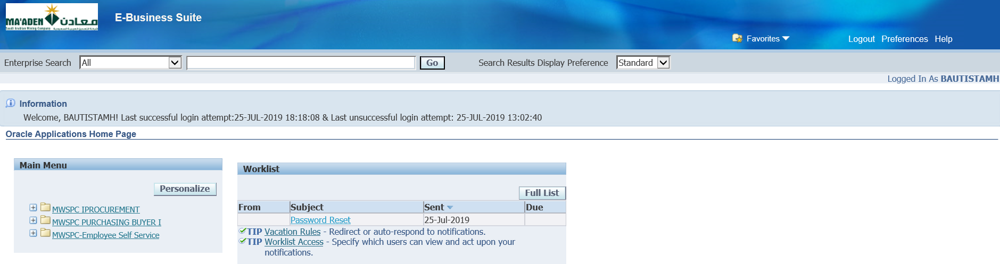 MA'ADEN معادن
Saudi Arabian Mining Company شركة التعدين العربية السعودية
E-Business Suite
Favorites
Logout Preferences Help
Enterprise Search All Go Search Results Display Preference Standard
Logged In As BAUTISTAMH
Information
Welcome, BAUTISTAMH! Last successful login attempt:25-JUL-2019 18:18:08 & Last unsuccessful login attempt: 25-JUL-2019 13:02:40
Oracle Applications Home Page
Main Menu
Personalize
MWSPC IPROCUREMENT
MWSPC PURCHASING BUYER I
MWSPC-Employee Self Service
Worklist
Full List
From Subject Sent Due
Password Reset 25-Jul-2019
TIP Vacation Rules - Redirect or auto-respond to notifications.
TIP Worklist Access - Specify which users can view and act upon your
notifications.